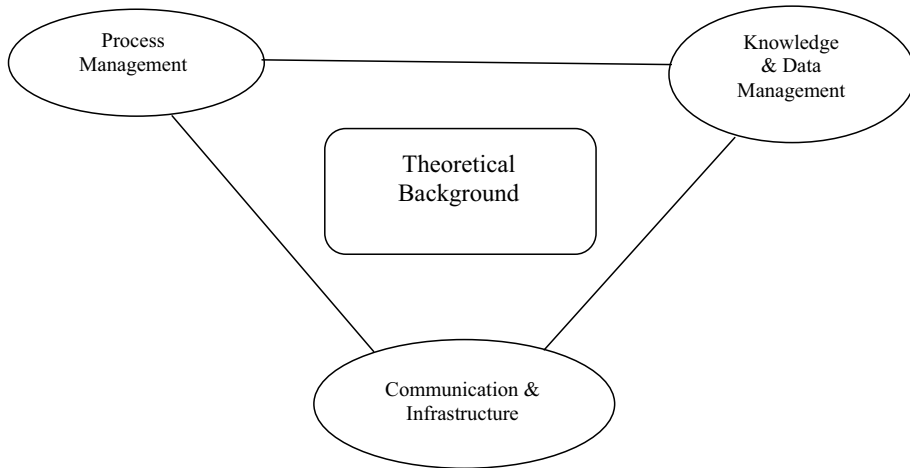 Process
Management
Knowledge
& Data
Management
Theoretical
Background
Communication &
Infrastructure